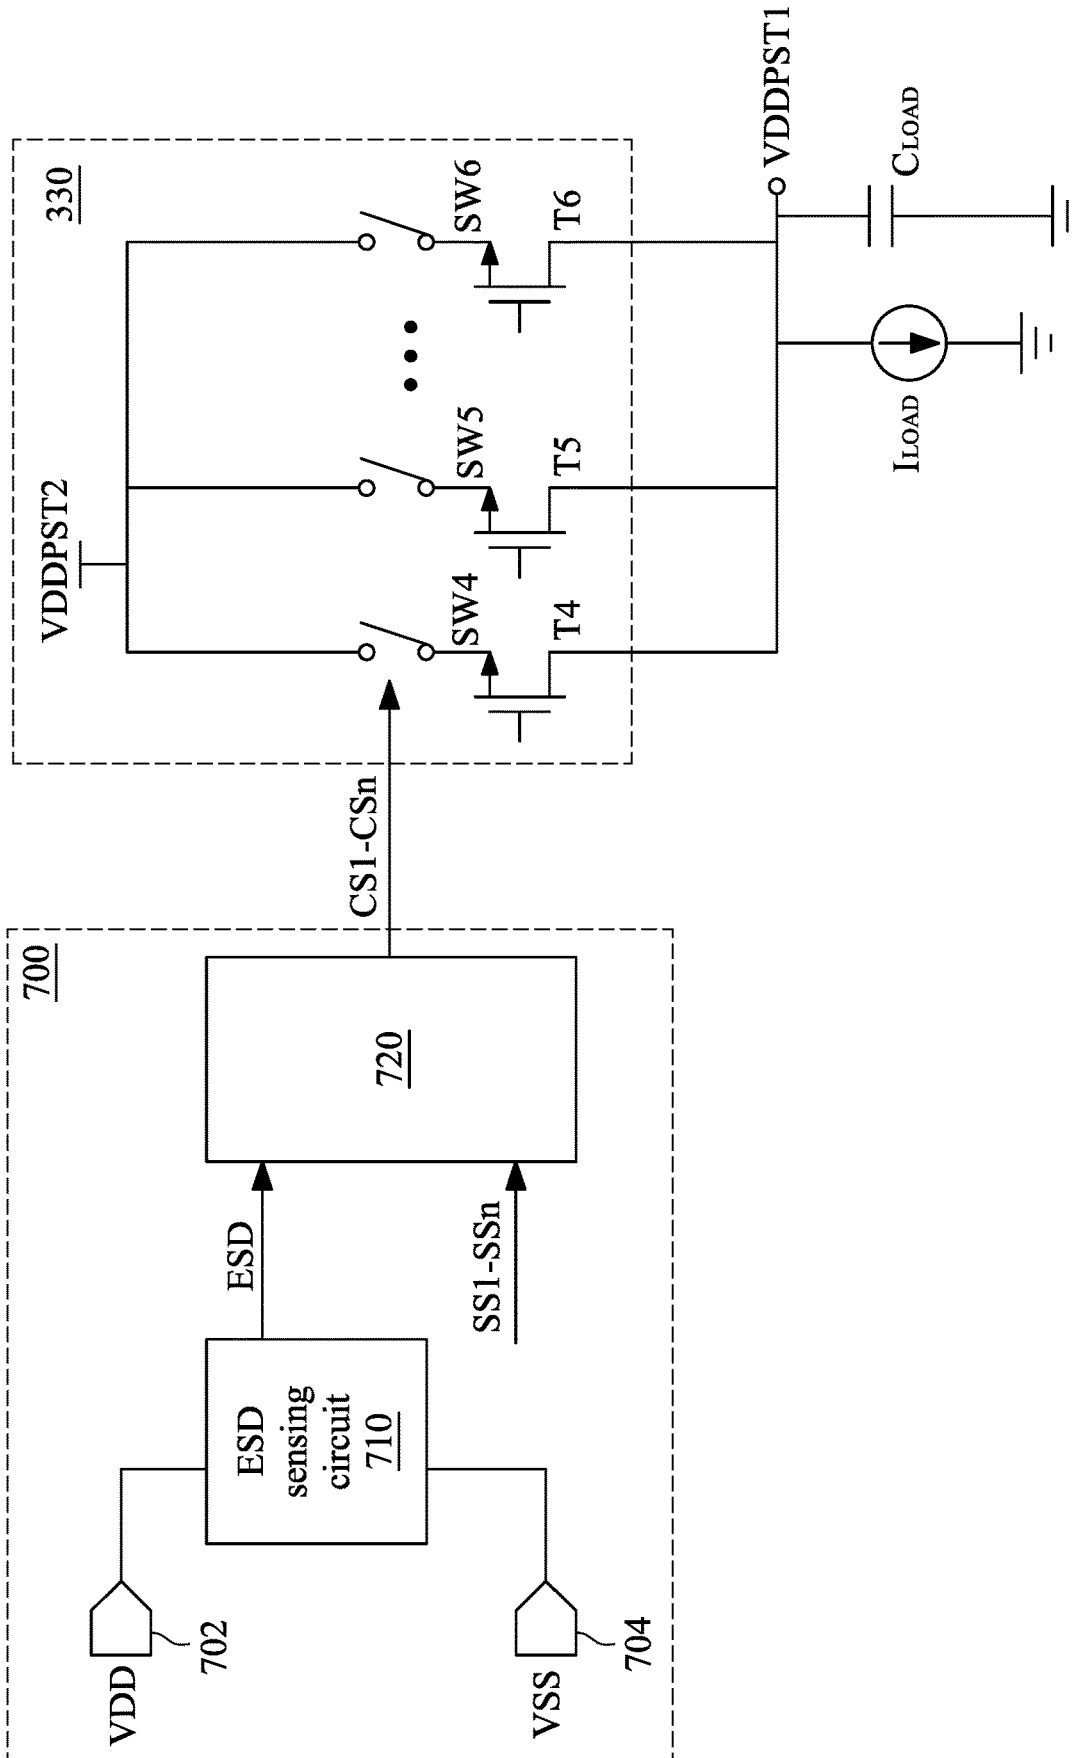 700
VDD
702
VSS
704
ESD
sensing
circuit
710
ESD
SS1-SSn
720
CS1-CSn
330
VDDPST2
SW4
SW5
SW6
T4
T5
T6
VDDPST1
ILOAD
CLOAD